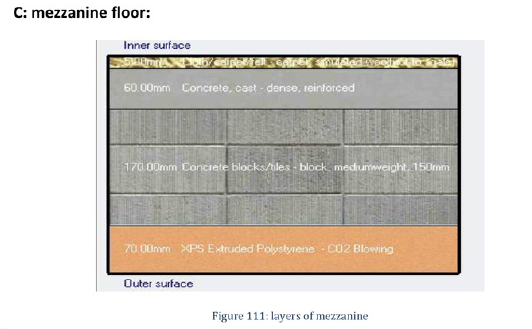 C: mezzanine floor:
Inner surface
60.00mm Concrete, cast - dense, reinforced
170.00mm Concrete blocks/tiles - block, mediumweight, 150mm
70.00mm XPS Extruded Polystyrene - CO2 Blowing
Outer surface
Figure 111: layers of mezzanine